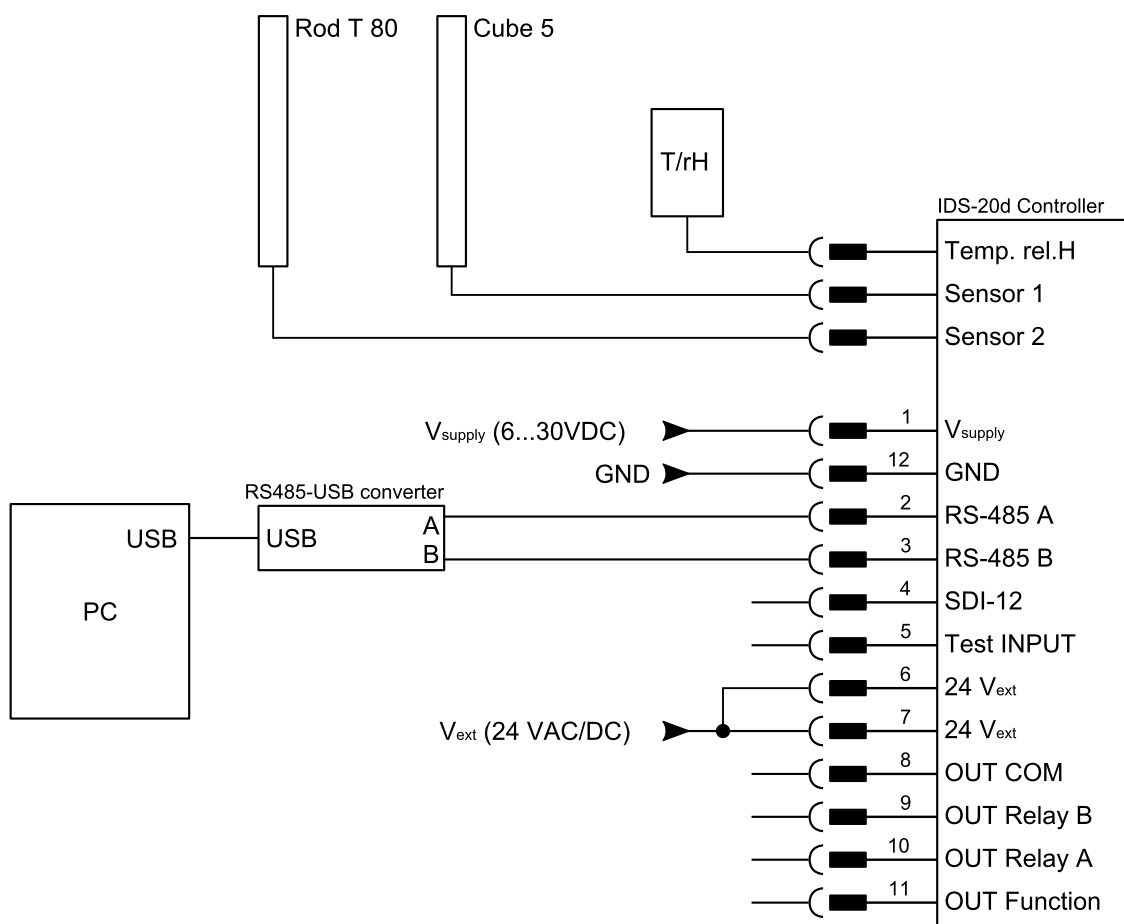 Rod T 80
Cube 5
T/rH
IDS-20d Controller
Temp. rel.H
Sensor 1
Sensor 2
Vsupply (6...30VDC)
1
Vsupply
GND
12
GND
RS485-USB converter
USB
USB
A
B
2
RS-485 A
3
RS-485 B
PC
4
SDI-12
5
Test INPUT
6
24 Vext
Vext (24 VAC/DC)
7
24 Vext
8
OUT COM
9
OUT Relay B
10
OUT Relay A
11
OUT Function